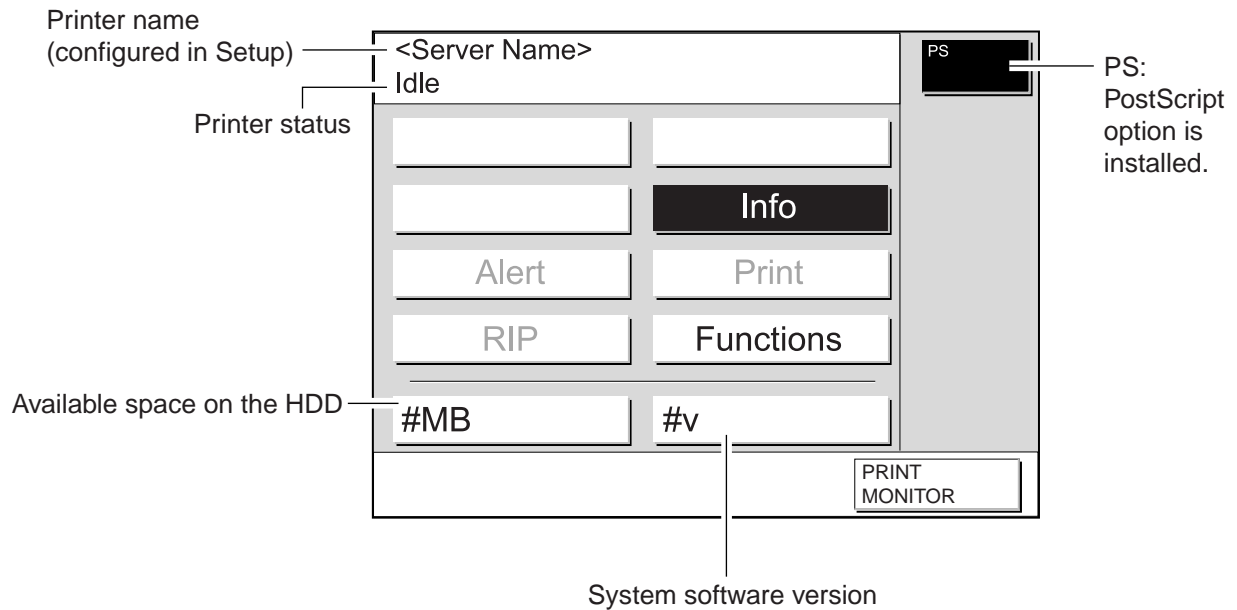 Printer name
(configured in Setup)
<Server Name>
Idle
PS
PS:
PostScript
option is
installed.
Printer status
Info
Alert
Print
RIP
Functions
Available space on the HDD
#MB
#v
PRINT
MONITOR
System software version